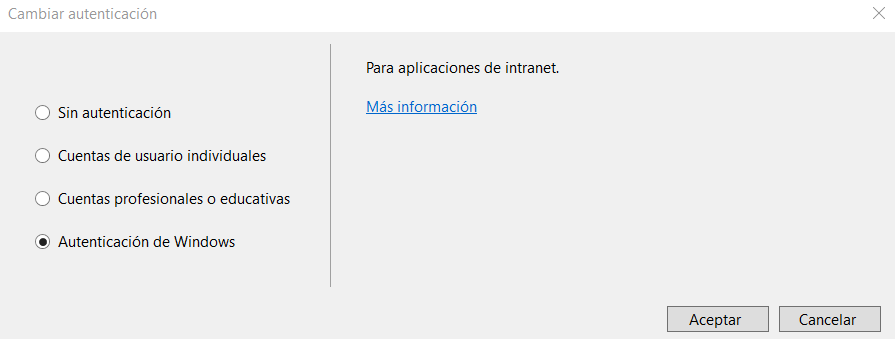 Cambiar autenticación
Para aplicaciones de intranet.
Más información
Sin autenticación
Cuentas de usuario individuales
Cuentas profesionales o educativas
Autenticación de Windows
Aceptar
Cancelar